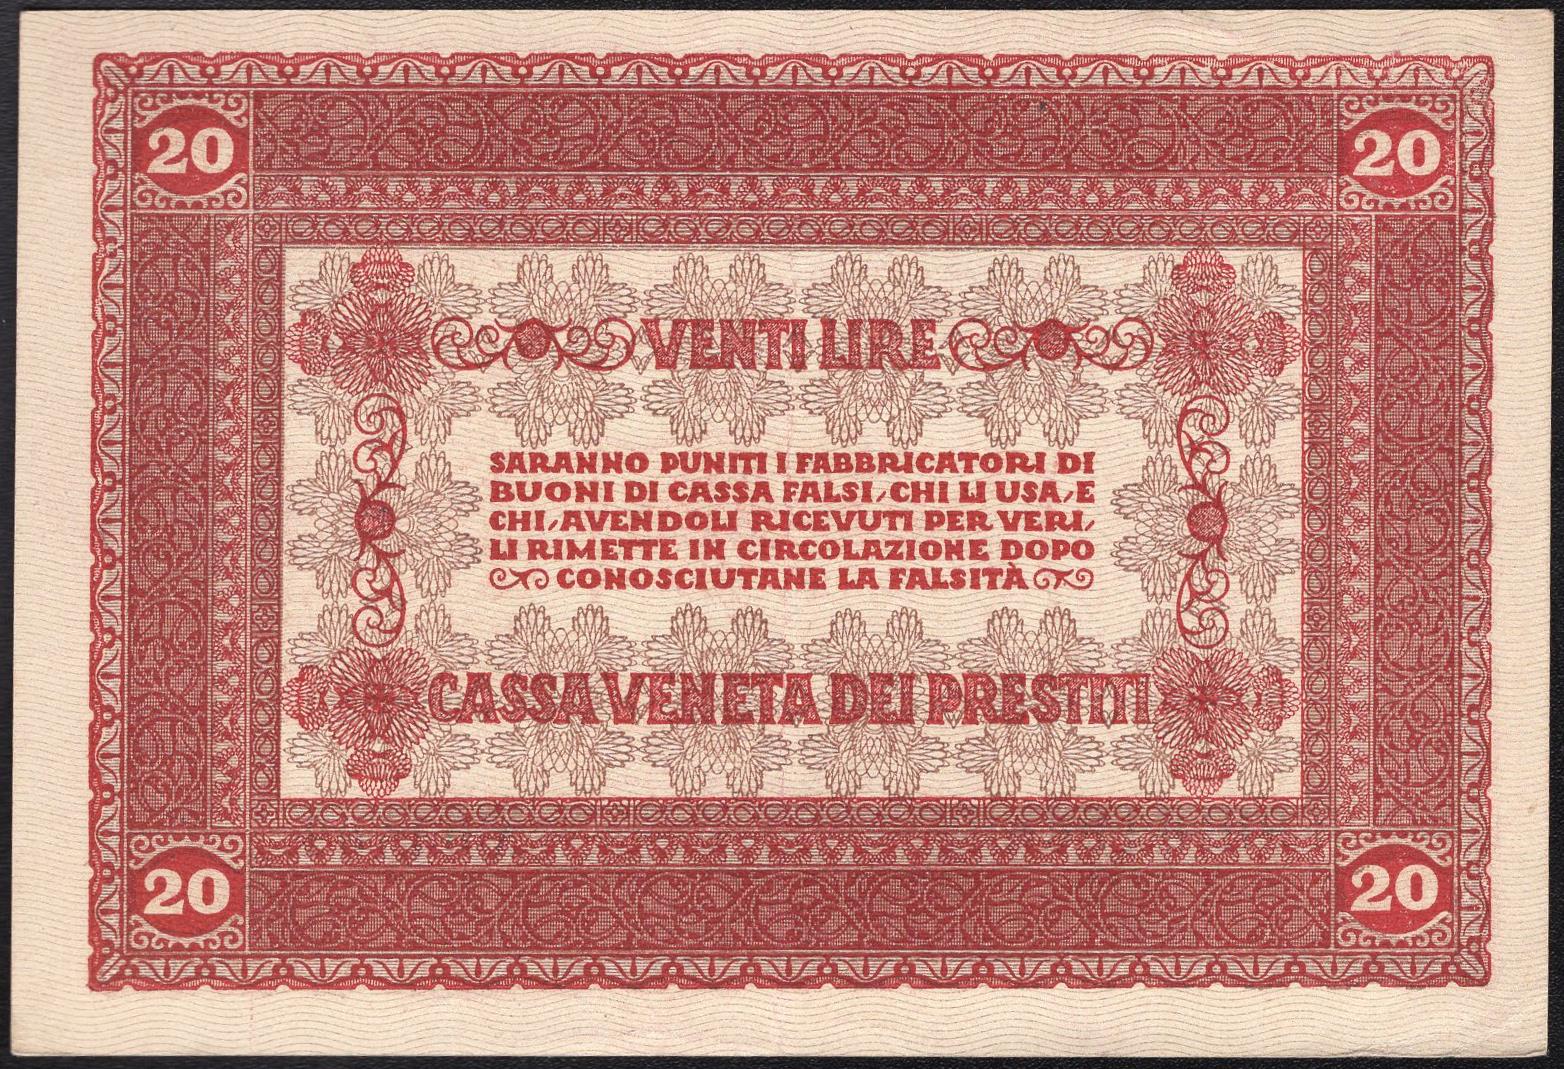 20 20
VENTI LIRE
SARANNO PUNITI I FABBRICATORI DI
BUONI DI CASSA FALSI, CHI LI USA, E
CHI, AVENDOLI RICEVUTI PER VERI,
LI RIMETTE IN CIRCOLAZIONE DOPO
CONOSCIUTANE LA FALSITÀ
CASSA VENETA DEI PRESTITI
20 20